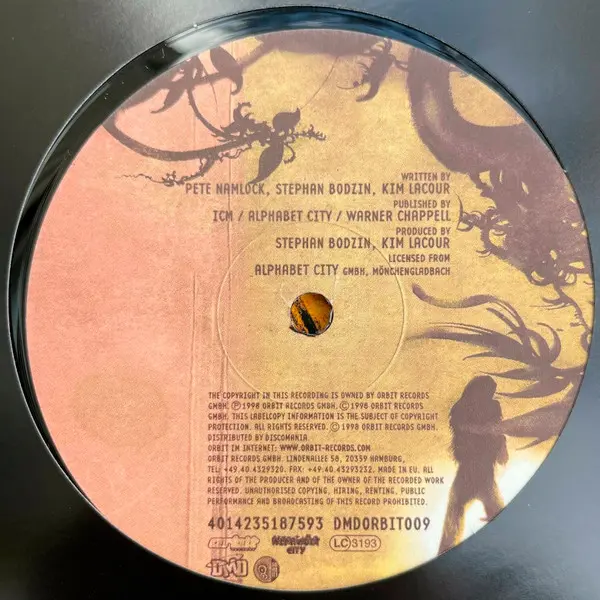 WRITTEN BY
PETE NAMLOCK, STEPHAN BODZIN, KIM LACOUR
PUBLISHED BY
ICM / ALPHABET CITY / WARNER CHAPPELL
PRODUCED BY
STEPHAN BODZIN, KIM LACOUR
LICENSED FROM
ALPHABET CITY GMBH, MÖNCHENGLADBACH
THE COPYRIGHT IN THIS RECORDING IS OWNED BY ORBIT RECORDS
GMBH. Ⓟ 1998 ORBIT RECORDS GMBH. Ⓒ 1998 ORBIT RECORDS
GMBH. THIS LABELCOPY INFORMATION IS THE SUBJECT OF COPYRIGHT
PROTECTION. ALL RIGHTS RESERVED. Ⓒ 1998 ORBIT RECORDS GMBH.
DISTRIBUTED BY DISCOMANIA
ORBIT IM INTERNET: WWW.ORBIT-RECORDS.COM
ORBIT RECORDS GMBH. LINDENALLEE 58, 20359 HAMBURG,
TEL: +49.40.4329320. FAX: +49.40.43293232. MADE IN EU. ALL
RIGHTS OF THE PRODUCER AND OF THE OWNER OF THE RECORDED WORK
RESERVED. UNAUTHORISED COPYING, HIRING, RENTING, PUBLIC
PERFORMANCE AND BROADCASTING OF THIS RECORD PROHIBITED.
4014235187593 DMDORBIT009
ALPHABET CITY LC 3193
DMD